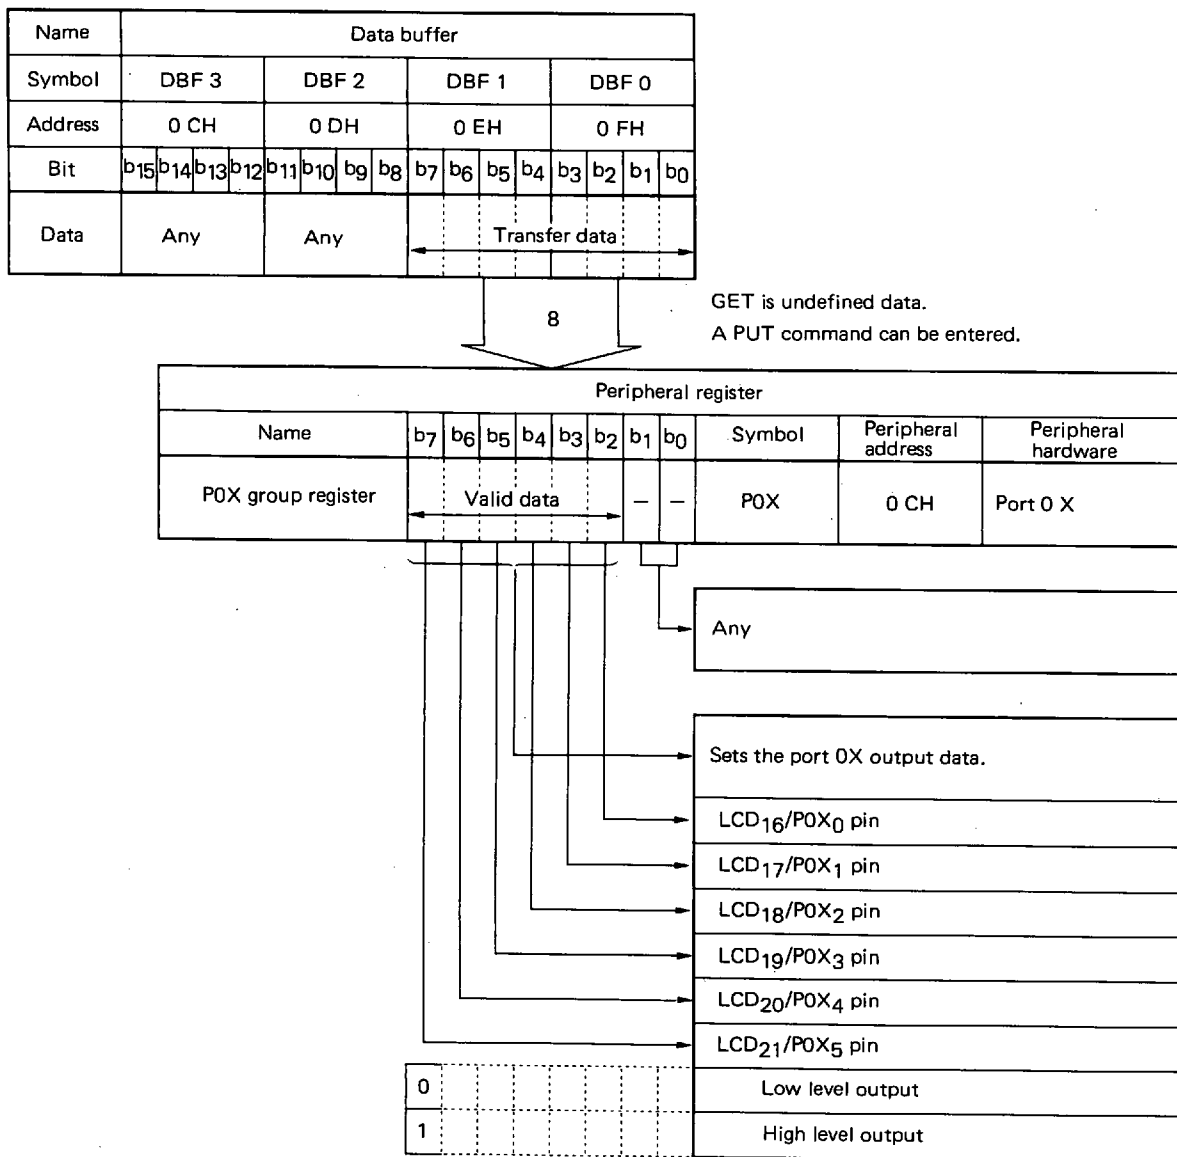 Name Data buffer
Symbol DBF 3 DBF 2 DBF 1 DBF 0
Address 0 CH 0 DH 0 EH 0 FH
Bit b15 b14 b13 b12 b11 b10 b9 b8 b7 b6 b5 b4 b3 b2 b1 b0
Data Any Any Transfer data
8
GET is undefined data.
A PUT command can be entered.
Peripheral register
Name b7 b6 b5 b4 b3 b2 b1 b0 Symbol Peripheral address Peripheral hardware
P0X group register Valid data – – P0X 0 CH Port 0 X
Any
Sets the port 0X output data.
LCD16/P0X0 pin
LCD17/P0X1 pin
LCD18/P0X2 pin
LCD19/P0X3 pin
LCD20/P0X4 pin
LCD21/P0X5 pin
0 Low level output
1 High level output